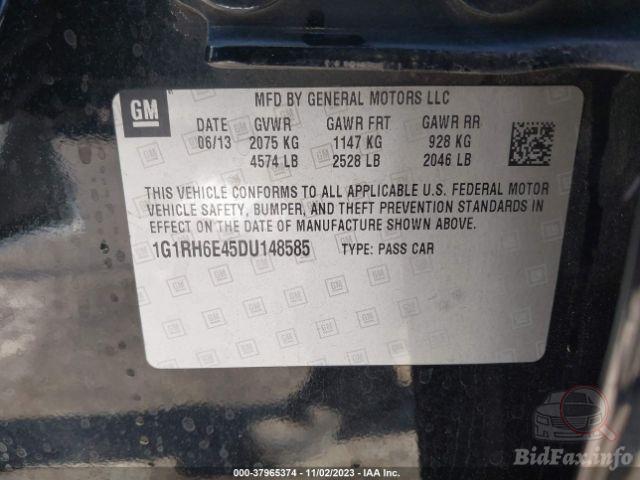 GM
MFD BY GENERAL MOTORS LLC
DATE GVWR GAWR FRT GAWR RR
06/13 2075 KG 1147 KG 928 KG
4574 LB 2528 LB 2046 LB
THIS VEHICLE CONFORMS TO ALL APPLICABLE U.S. FEDERAL MOTOR
VEHICLE SAFETY, BUMPER, AND THEFT PREVENTION STANDARDS IN
EFFECT ON THE DATE OF MANUFACTURE SHOWN ABOVE.
1G1RH6E45DU148585 TYPE: PASS CAR
BidFax.info
000-37965374 | 11/02/2023 - IAA Inc.